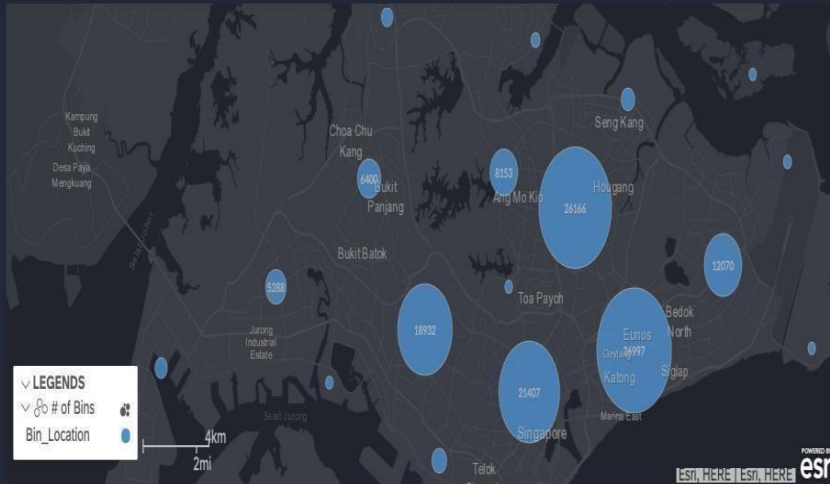 Kampung
Bukit
Kuching
Desa Paya
Mengkuang
Choa Chu
Kang
Seng Kang
6400
Bukit
Panjang
8153
Ang Mo Kio
Hougang
26166
Bukit Batok
12070
5288
Toa Payoh
18932
Jurong
Industrial
Estate
Bedok
North
Eunos
Geylang
26997
Katong
Siglap
21407
Marina East
Singapore
Selat Jurong
Telok
LEGENDS
# of Bins
Bin_Location
4km
2mi
Esri, HERE | Esri, HERE
POWERED BY
esri